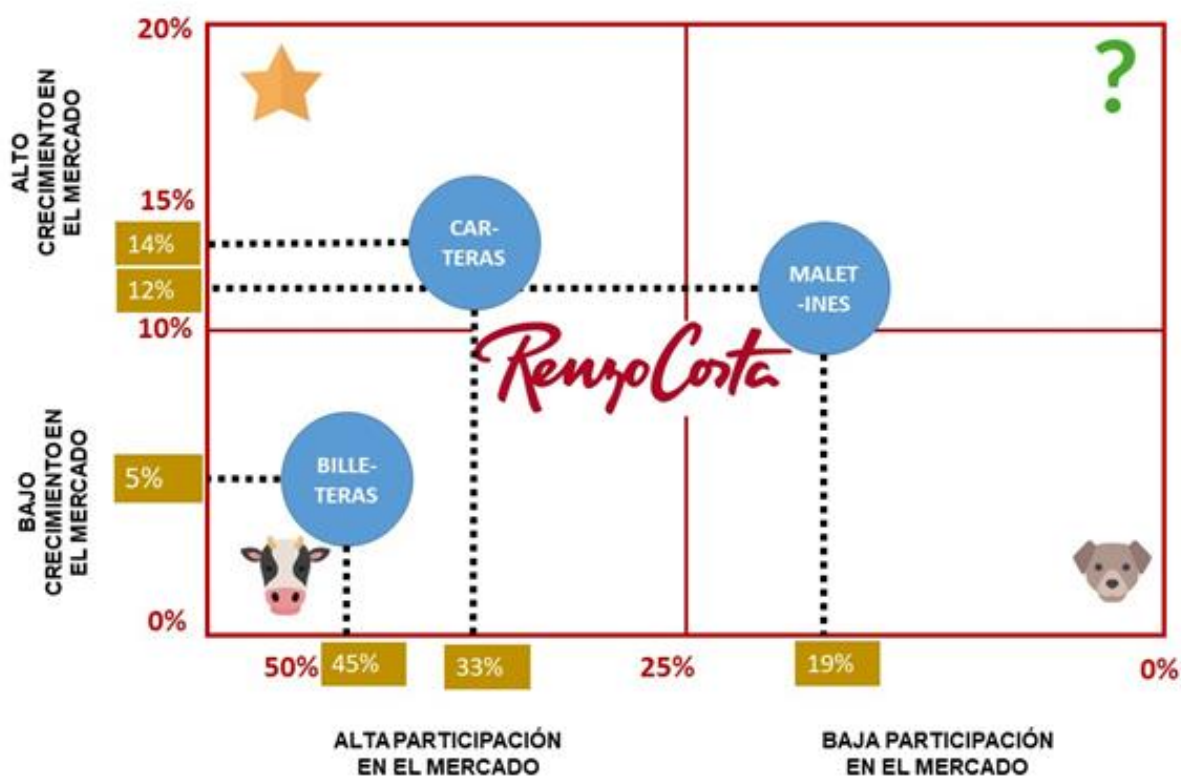 20%
ALTO
CRECIMIENTO EN
EL MERCADO
?
15%
14%
CAR-
TERAS
12%
MALET
-INES
10%
Renzo Costa
BAJO
CRECIMIENTO EN
EL MERCADO
5%
BILLE-
TERAS
0%
50%
45%
33%
25%
19%
0%
ALTA PARTICIPACIÓN
EN EL MERCADO
BAJA PARTICIPACIÓN
EN EL MERCADO